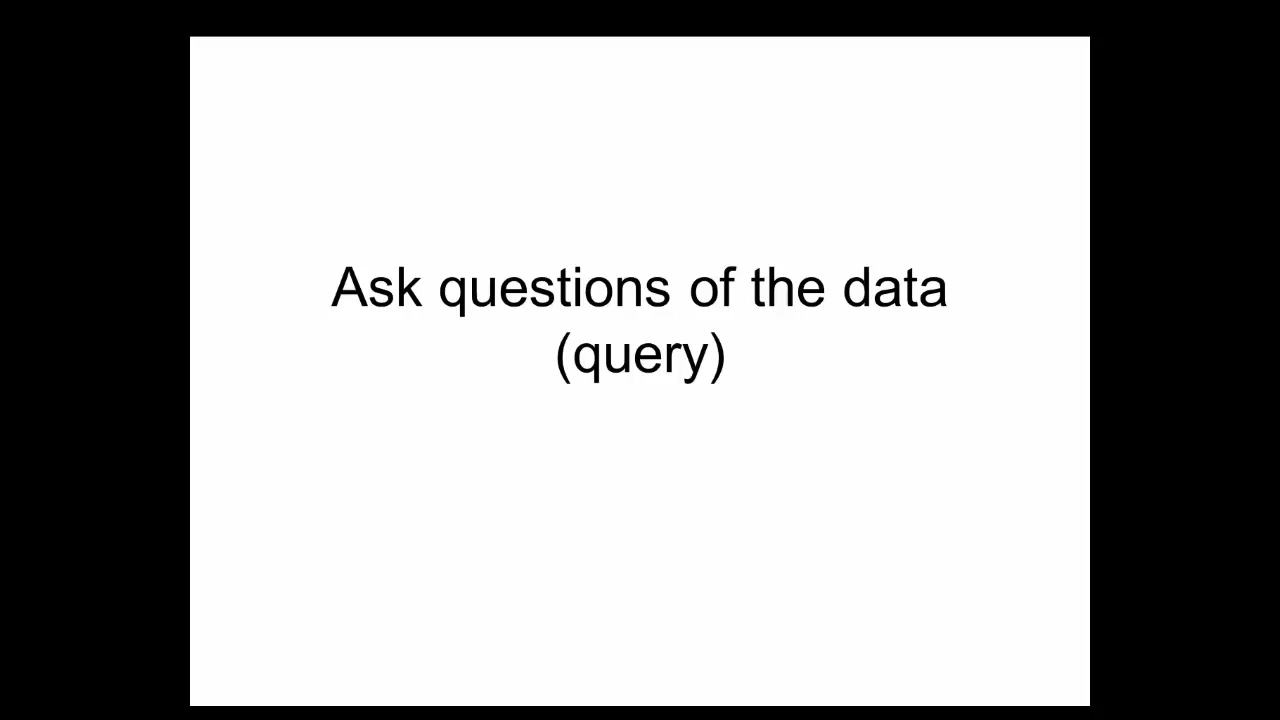 Ask questions of the data
(query)